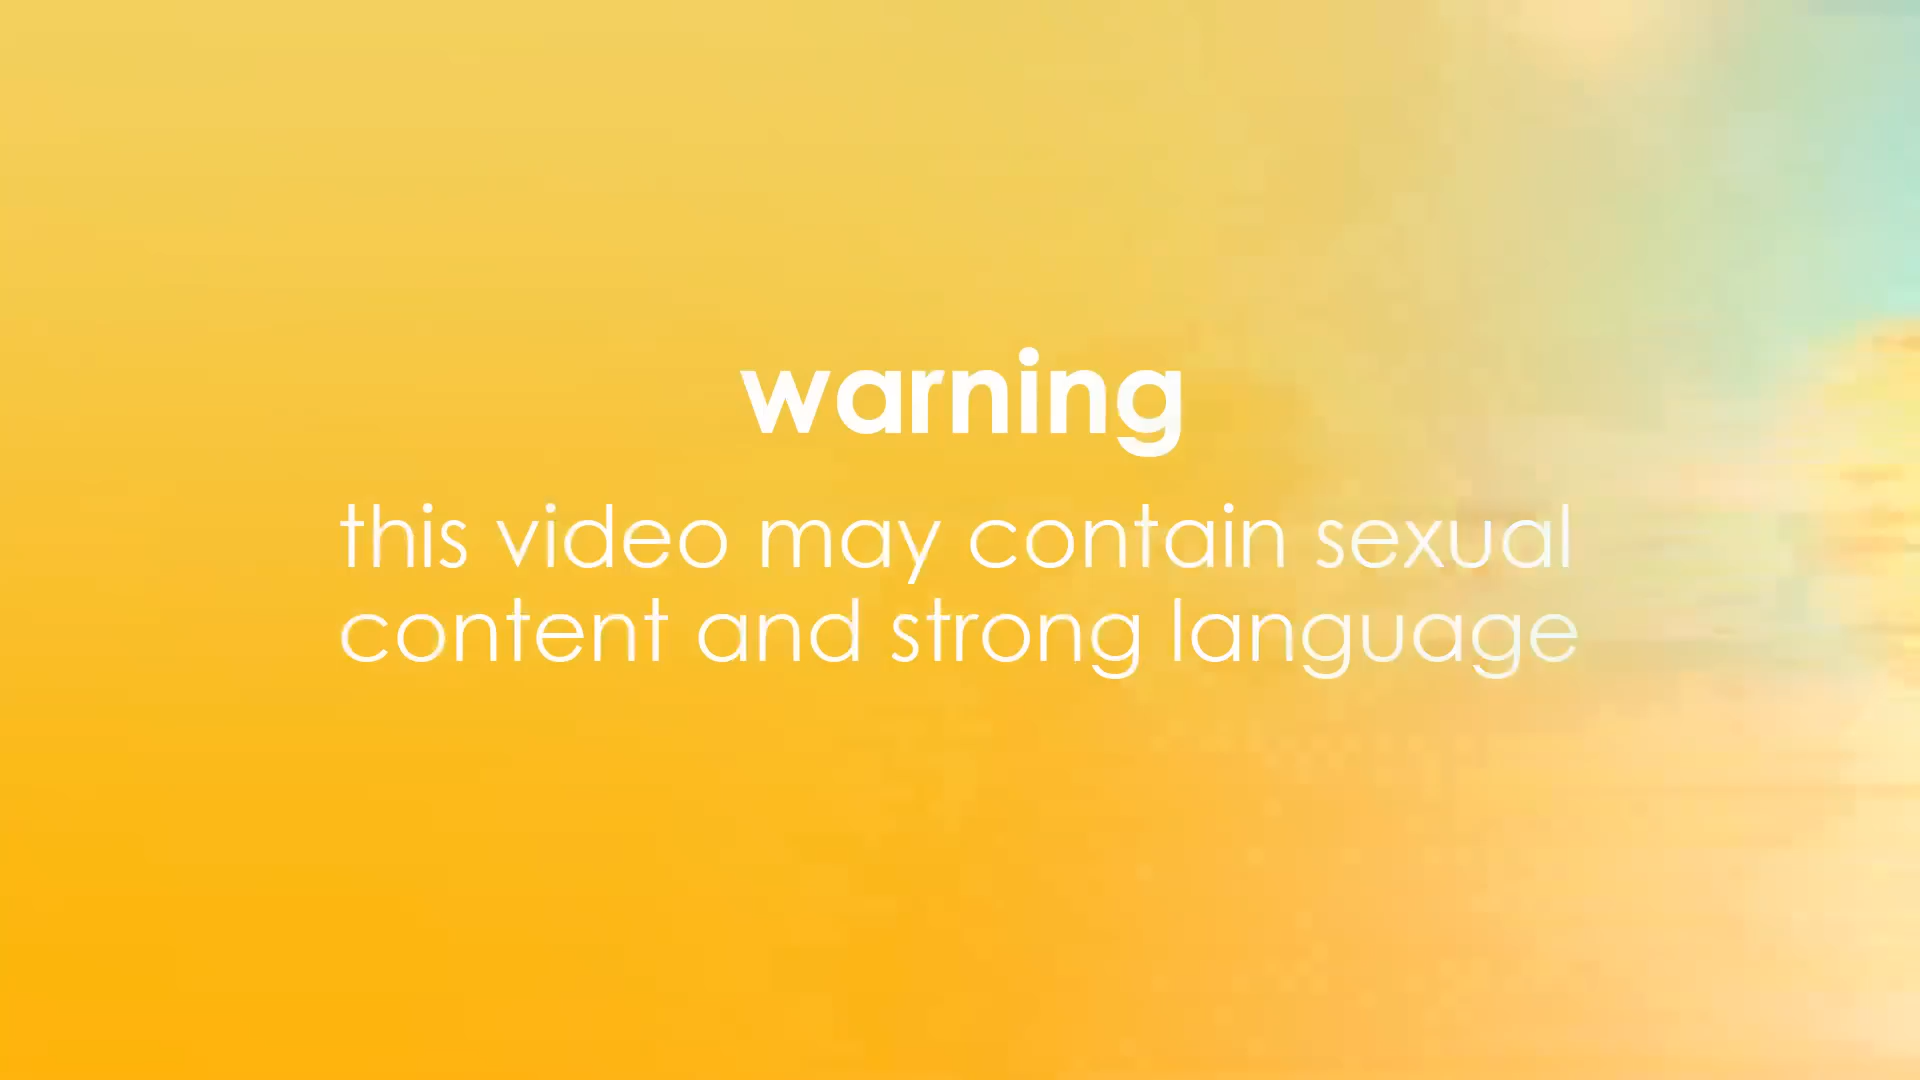 warning
this video may contain sexual
content and strong language